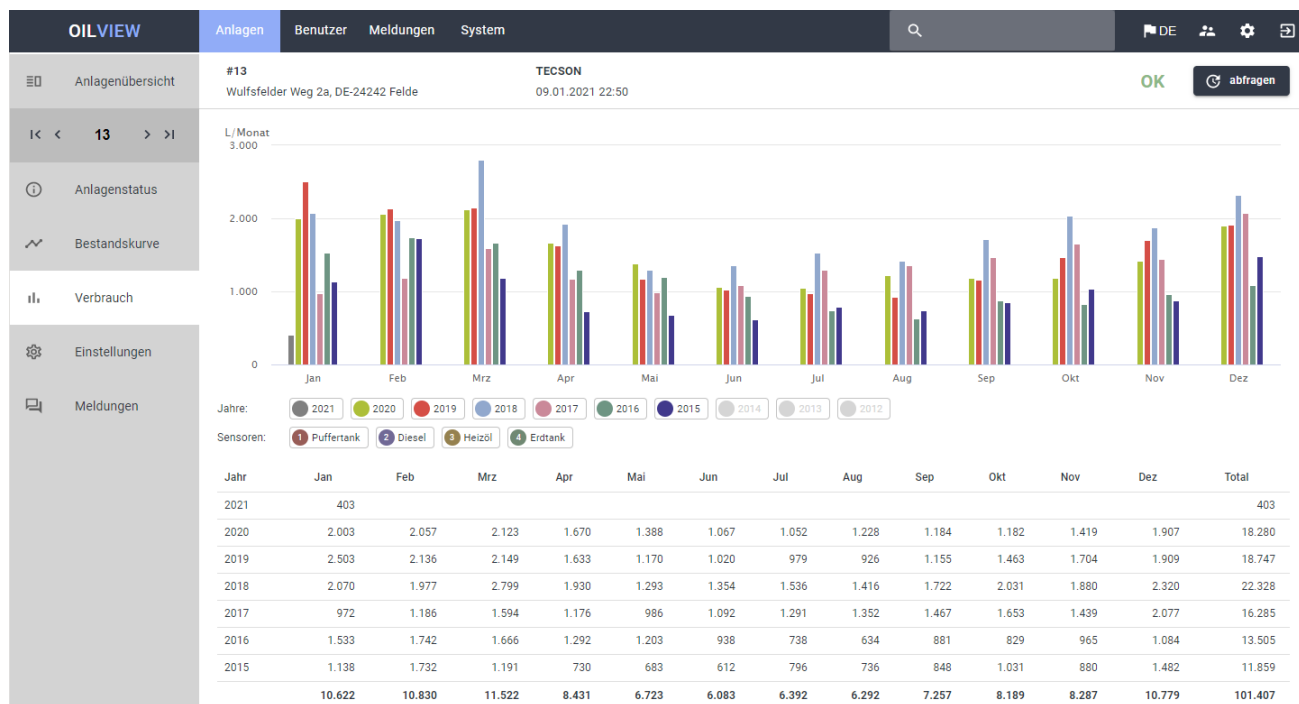 OILVIEW Anlagen Benutzer Meldungen System DE
Anlagenübersicht
13
Anlagenstatus
Bestandskurve
Verbrauch
Einstellungen
Meldungen
#13 TECSON
Wulfsfelder Weg 2a, DE-24242 Felde 09.01.2021 22:50
OK abfragen
L/Monat
3.000
2.000
1.000
0
Jan Feb Mrz Apr Mai Jun Jul Aug Sep Okt Nov Dez
Jahre: 2021 2020 2019 2018 2017 2016 2015 2014 2013 2012
Sensoren: 1 Puffertank 2 Diesel 3 Heizöl 4 Erdtank
Jahr Jan Feb Mrz Apr Mai Jun Jul Aug Sep Okt Nov Dez Total
2021 403 403
2020 2.003 2.057 2.123 1.670 1.388 1.067 1.052 1.228 1.184 1.182 1.419 1.907 18.280
2019 2.503 2.136 2.149 1.633 1.170 1.020 979 926 1.155 1.463 1.704 1.909 18.747
2018 2.070 1.977 2.799 1.930 1.293 1.354 1.536 1.416 1.722 2.031 1.880 2.320 22.328
2017 972 1.186 1.594 1.176 986 1.092 1.291 1.352 1.467 1.653 1.439 2.077 16.285
2016 1.533 1.742 1.666 1.292 1.203 938 738 634 881 829 965 1.084 13.505
2015 1.138 1.732 1.191 730 683 612 796 736 848 1.031 880 1.482 11.859
10.622 10.830 11.522 8.431 6.723 6.083 6.392 6.292 7.257 8.189 8.287 10.779 101.407